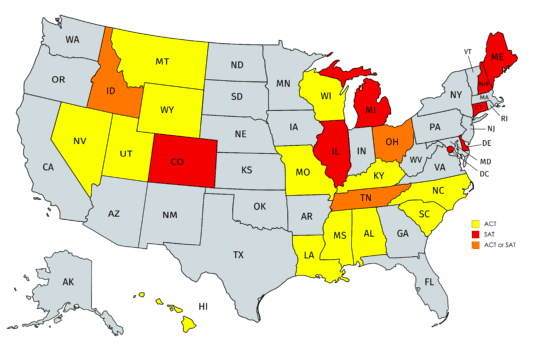 WA
MT
ND
MN
VT
ME
OR
ID
SD
WI
MI
NY
NH
MA
WY
CT
RI
NV
UT
CO
NE
IA
IL
IN
OH
PA
NJ
DE
MD
DC
CA
KS
MO
KY
WV
VA
AZ
NM
OK
AR
TN
NC
SC
TX
LA
MS
AL
GA
FL
AK
HI
ACT
SAT
ACT or SAT